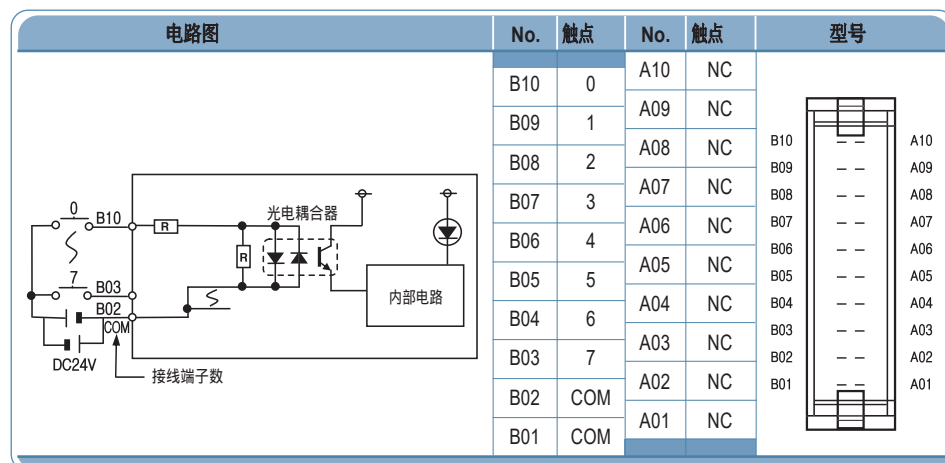 电路图 No. 触点 No. 触点 型号
B10 0 A10 NC
B09 1 A09 NC
B08 2 A08 NC
B07 3 A07 NC
B06 4 A06 NC
B05 5 A05 NC
B04 6 A04 NC
B03 7 A03 NC
B02 COM A02 NC
B01 COM A01 NC
0
B10
R
R
光电耦合器
内部电路
7
B03
B02
COM
DC24V
接线端子数
B10 A10
B09 A09
B08 A08
B07 A07
B06 A06
B05 A05
B04 A04
B03 A03
B02 A02
B01 A01